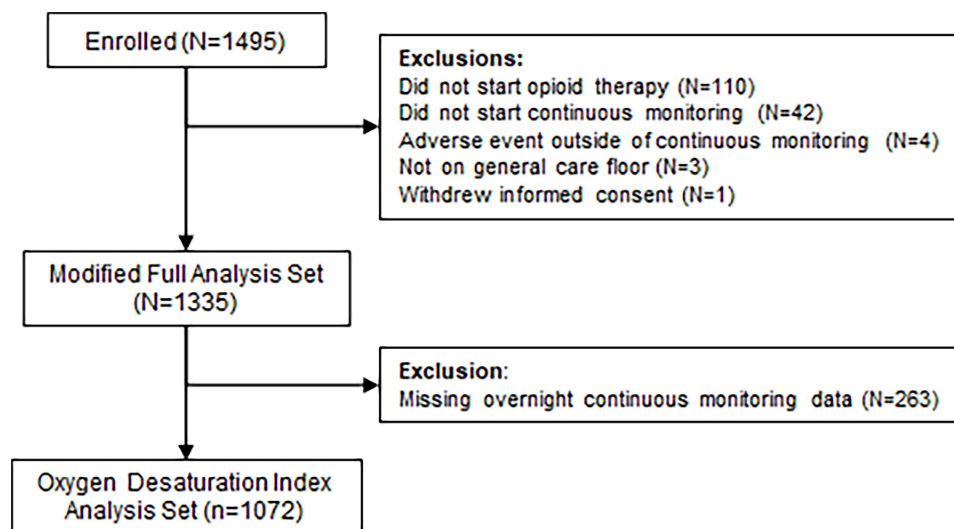 Enrolled (N=1495)
Exclusions:
Did not start opioid therapy (N=110)
Did not start continuous monitoring (N=42)
Adverse event outside of continuous monitoring (N=4)
Not on general care floor (N=3)
Withdrew informed consent (N=1)
Modified Full Analysis Set
(N=1335)
Exclusion:
Missing overnight continuous monitoring data (N=263)
Oxygen Desaturation Index
Analysis Set (n=1072)